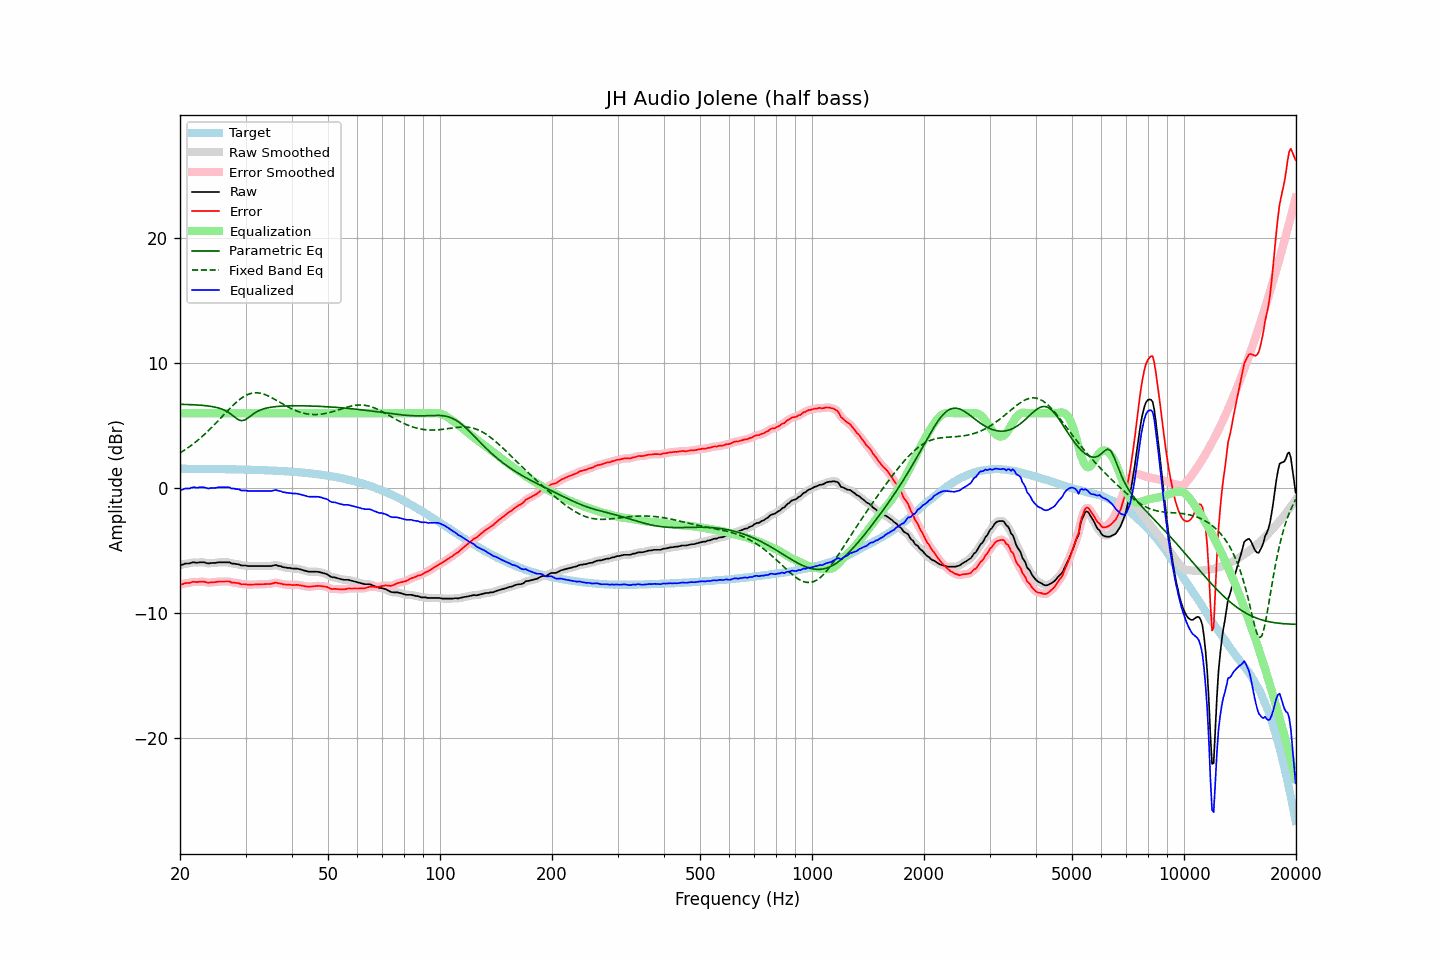 JH Audio Jolene (half bass)
Target
Raw Smoothed
Error Smoothed
Raw
Error
Equalization
Parametric Eq
Fixed Band Eq
Equalized
Amplitude (dBr)
20
10
0
−10
−20
20 50 100 200 500 1000 2000 5000 10000 20000
Frequency (Hz)